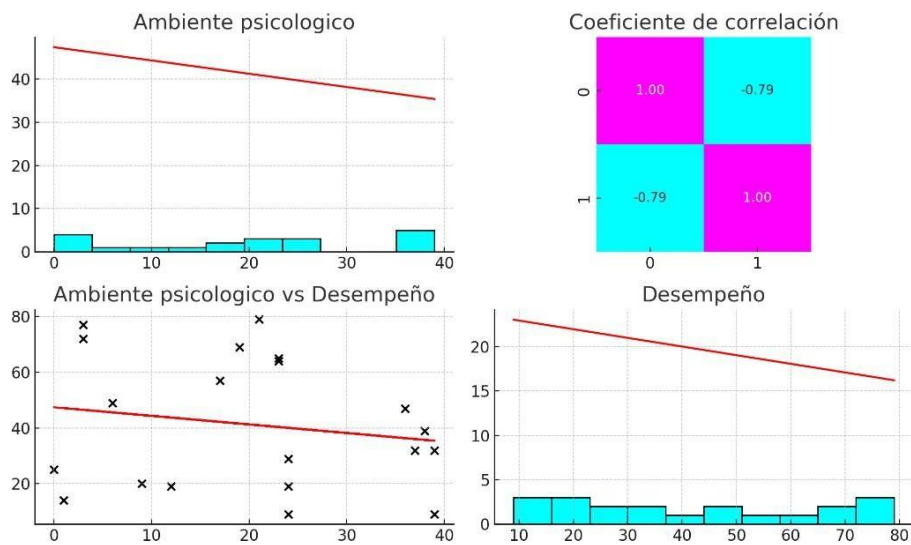 Ambiente psicologico
40
30
20
10
0
0 10 20 30 40
Coeficiente de correlación
0
1
1.00 -0.79
-0.79 1.00
0 1
Ambiente psicologico vs Desempeño
80
60
40
20
0 10 20 30 40
Desempeño
20
15
10
5
0
10 20 30 40 50 60 70 80